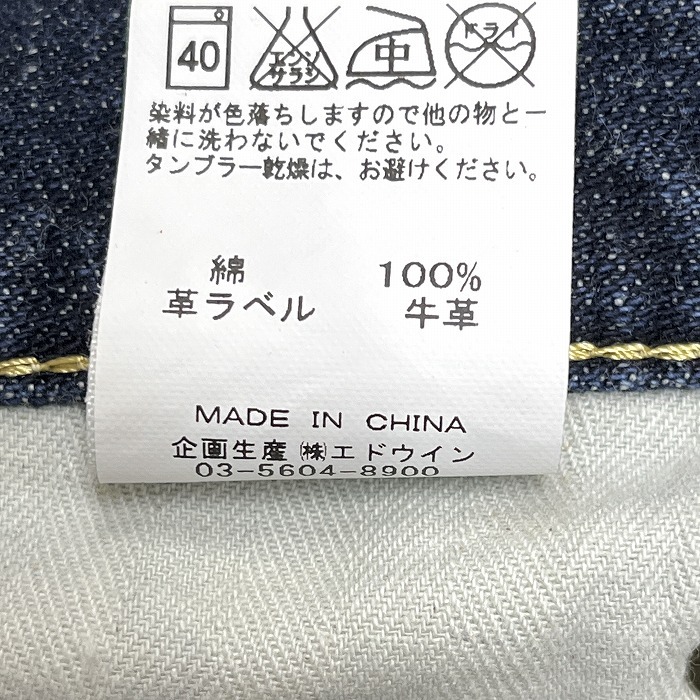 40 エンソ サラシ 中 ドライ
染料が色落ちしますので他の物と一
緒に洗わないでください。
タンブラー乾燥は、お避けください。
綿 100%
革ラベル 牛革
MADE IN CHINA
企画生産 ㈱エドウイン
03-5604-8900